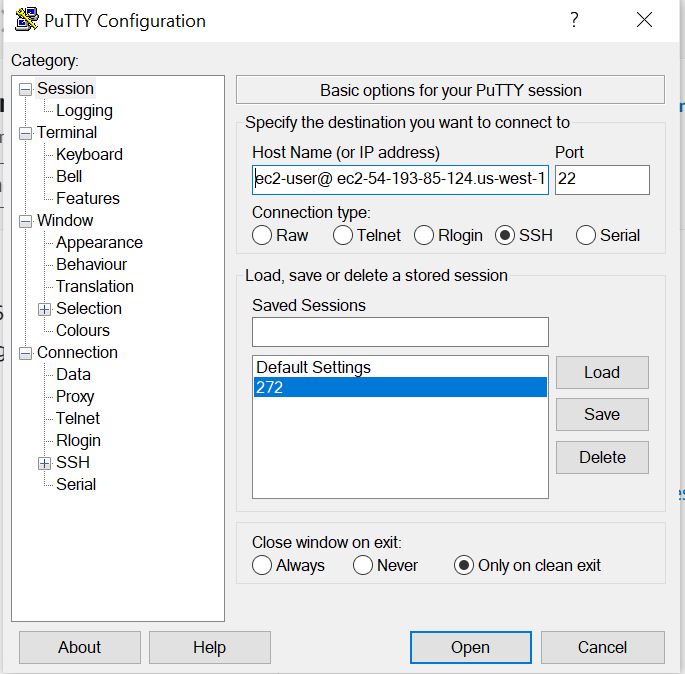 PuTTY Configuration
?
Category:
Session
Logging
Terminal
Keyboard
Bell
Features
Window
Appearance
Behaviour
Translation
Selection
Colours
Connection
Data
Proxy
Telnet
Rlogin
SSH
Serial
Basic options for your PuTTY session
Specify the destination you want to connect to
Host Name (or IP address) Port
ec2-user@ ec2-54-193-85-124.us-west-1 22
Connection type:
Raw Telnet Rlogin SSH Serial
Load, save or delete a stored session
Saved Sessions
Default Settings
272
Load
Save
Delete
Close window on exit:
Always Never Only on clean exit
About Help Open Cancel